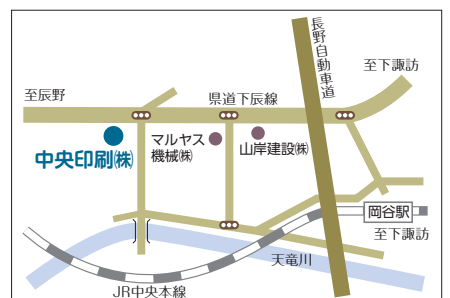 長野自動車道
至下諏訪
至辰野
県道下辰線
中央印刷㈱
マルヤス
機械㈱
山岸建設㈱
岡谷駅
至下諏訪
天竜川
JR中央本線